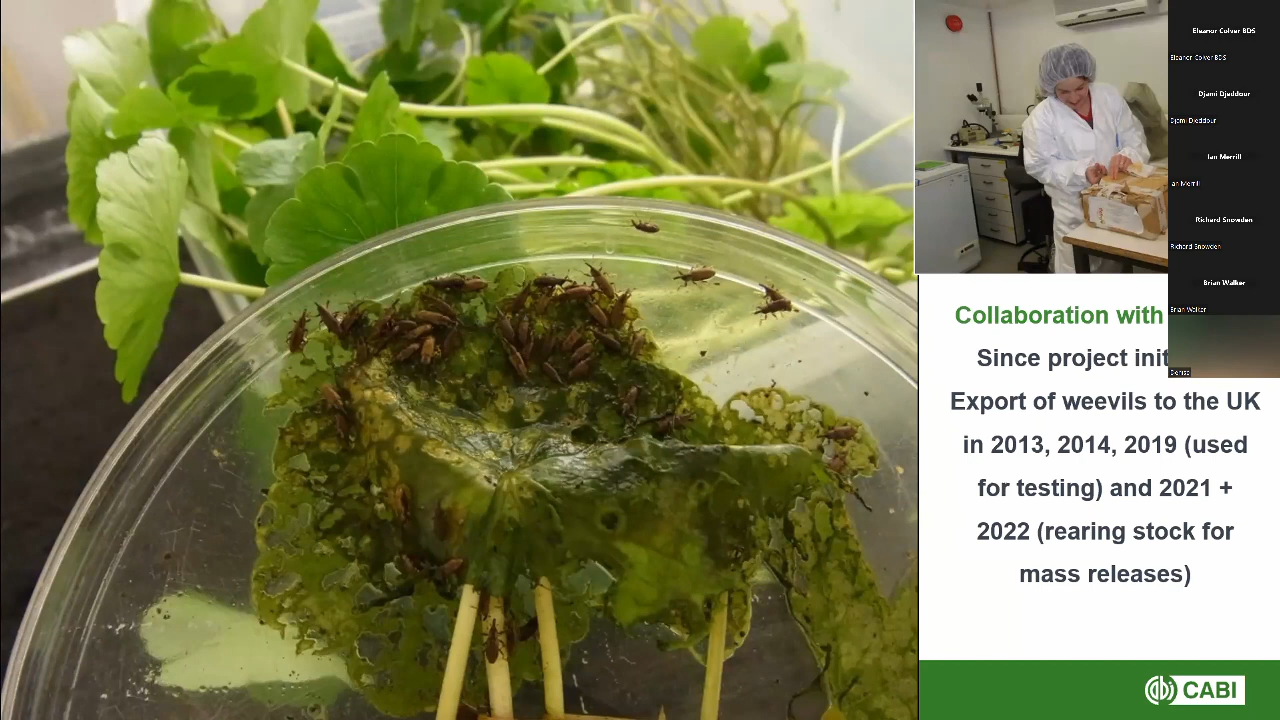 Eleanor Colver BDS
Eleanor Colver BDS
Djami Djeddour
Djami Djeddour
Ian Merrill
Ian Merrill
Richard Snowden
Richard Snowden
Brian Walker
Brian Walker
Denise
Collaboration with
Since project init
Export of weevils to the UK
in 2013, 2014, 2019 (used
for testing) and 2021 +
2022 (rearing stock for
mass releases)
CABI